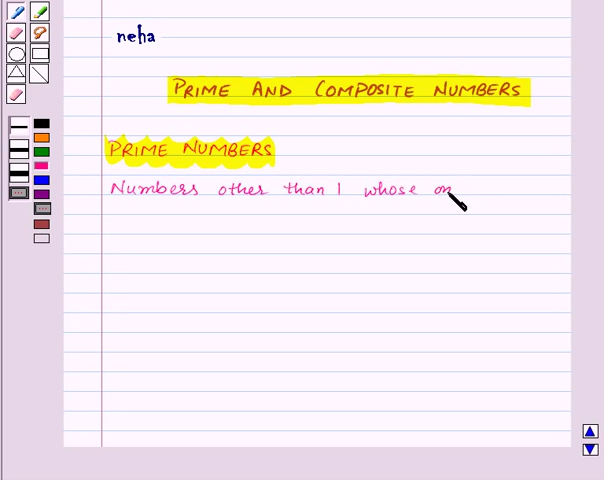 neha
PRIME AND COMPOSITE NUMBERS
PRIME NUMBERS
Numbers other than 1 whose on